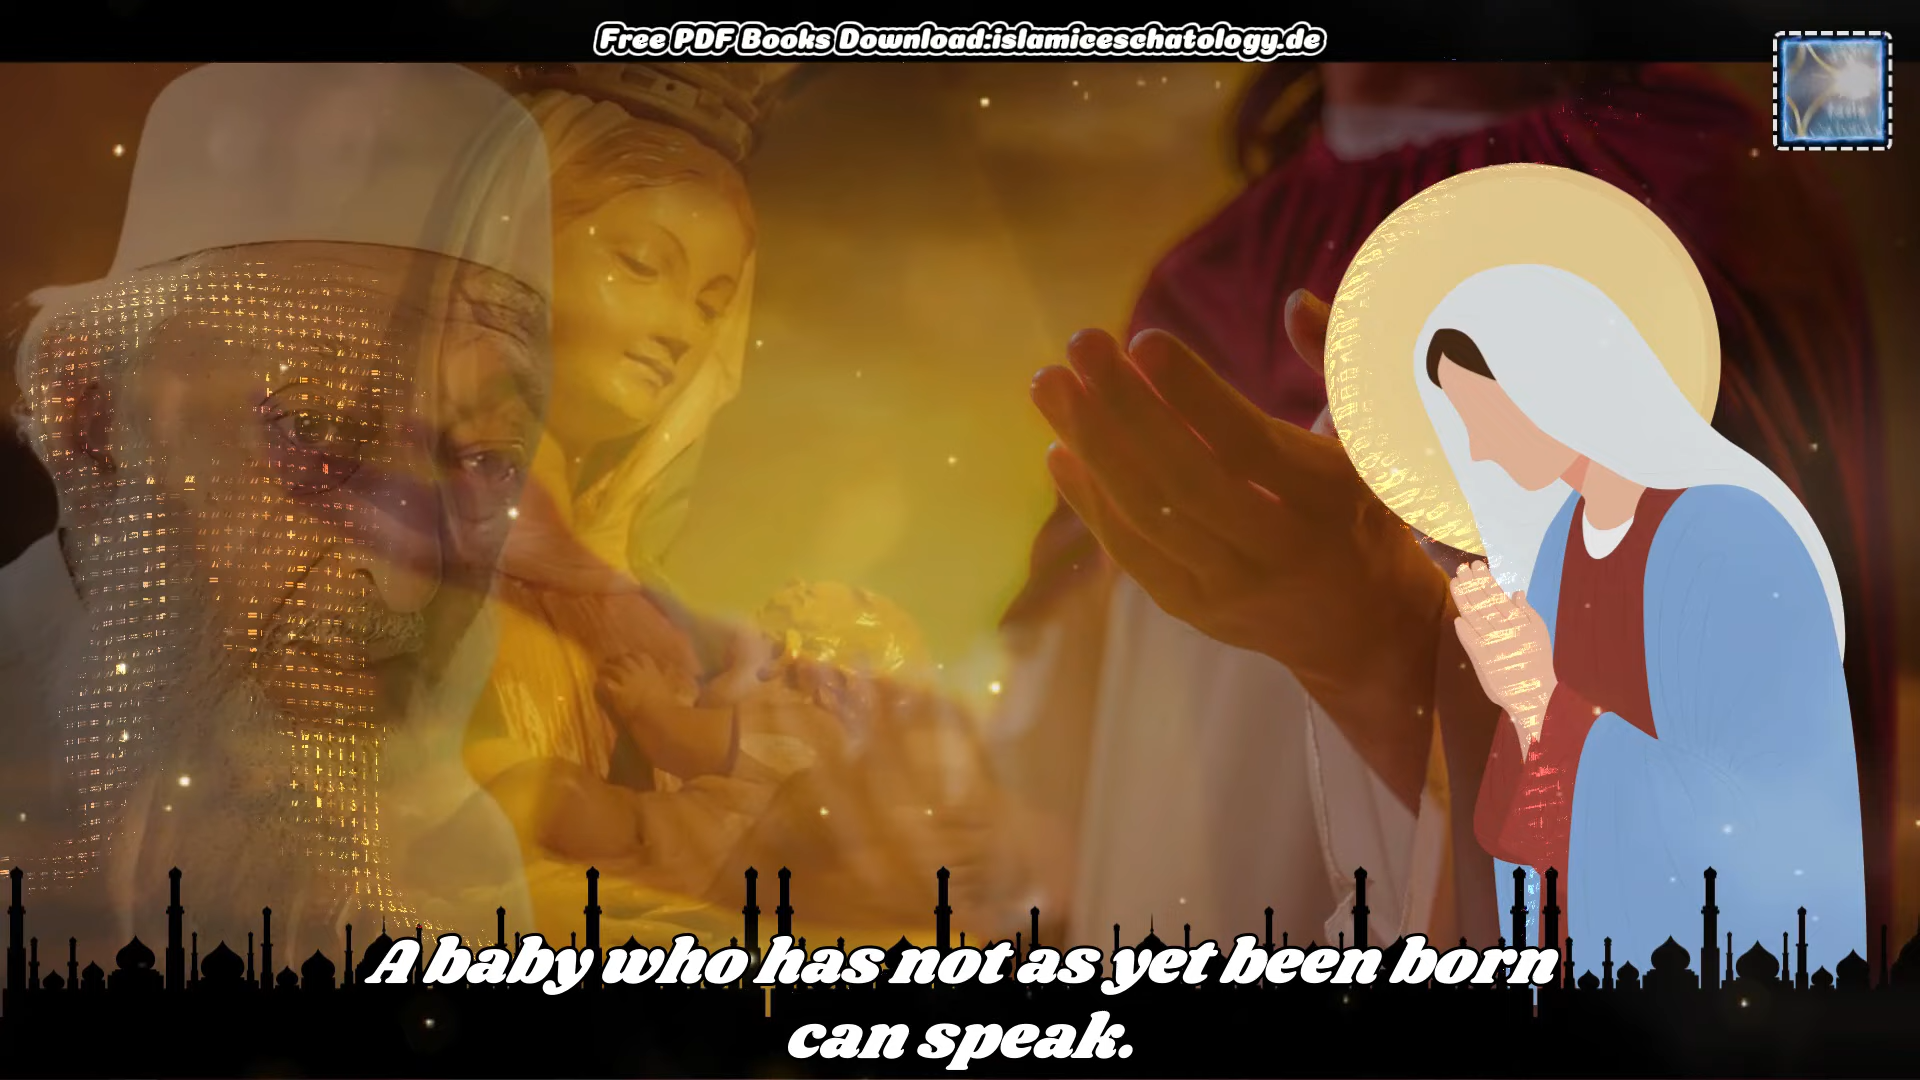 Free PDF Books Download:islamiceschatology.de
A baby who has not as yet been born
can speak.